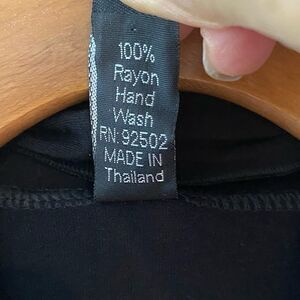 100%
Rayon
Hand
Wash
RN:92502
MADE IN
Thailand